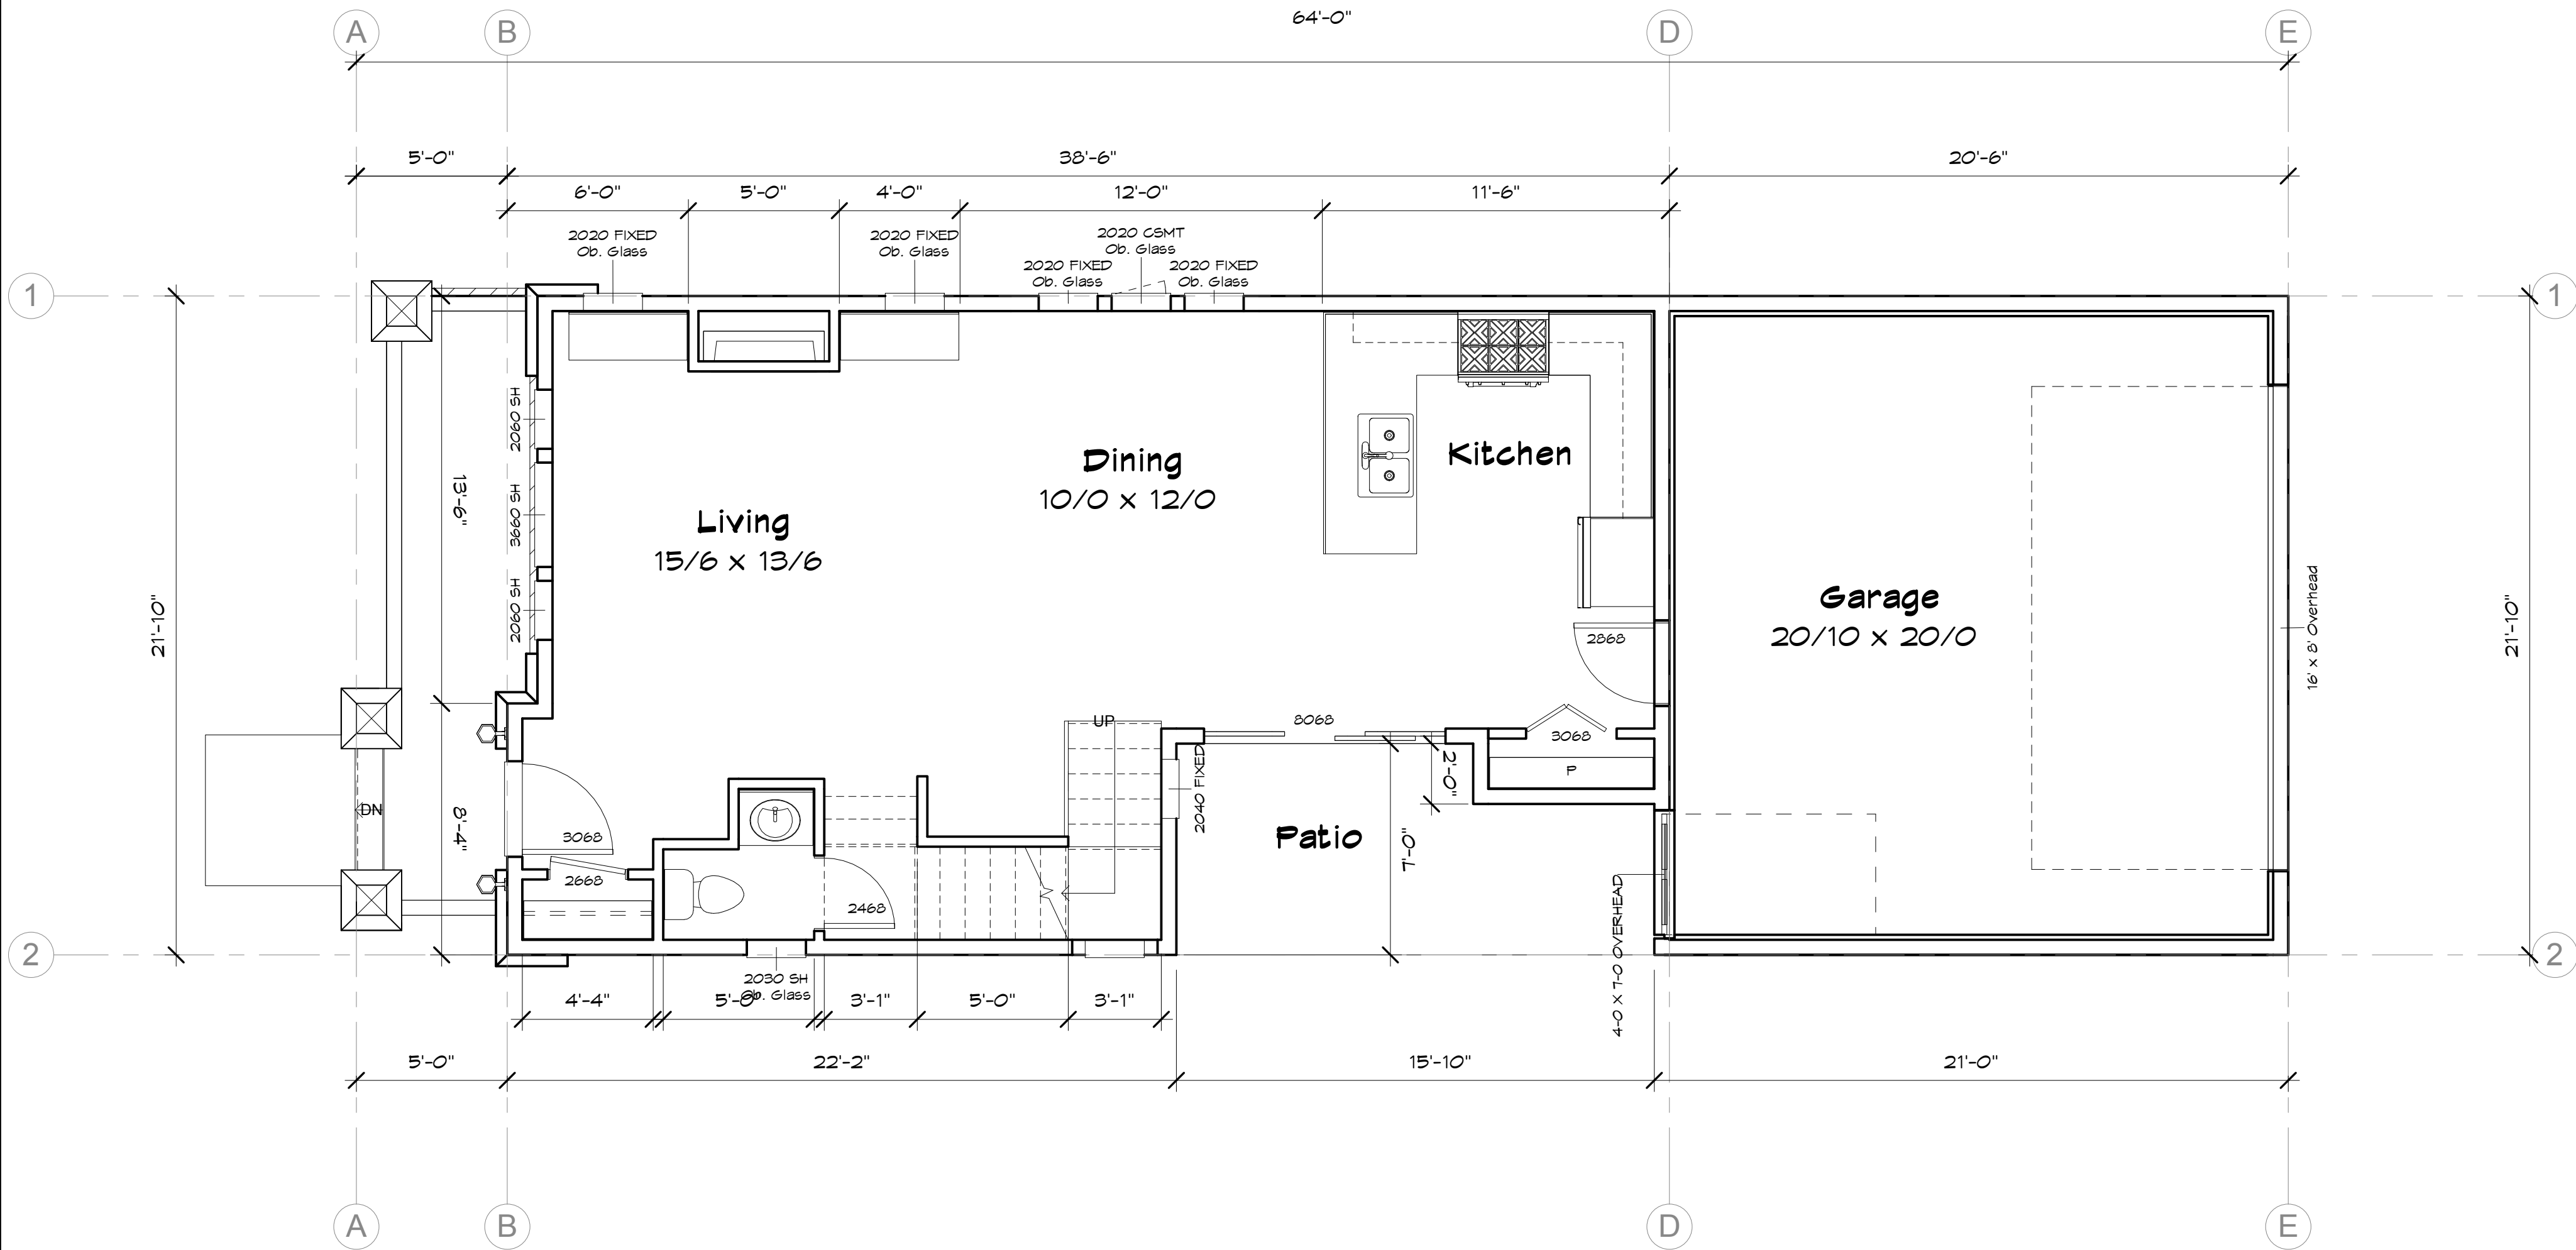 64'-0"
A
B
D
E
5'-0"
38'-6"
20'-6"
6'-0"
5'-0"
4'-0"
12'-0"
11'-6"
2020 FIXED
Ob. Glass
2020 FIXED
Ob. Glass
2020 CSMT
Ob. Glass
2020 FIXED
Ob. Glass
2020 FIXED
Ob. Glass
1
1
2060 SH
3660 SH
2060 SH
13'-6"
8'-4"
21'-10"
21'-10"
Living
15/6 x 13/6
Dining
10/0 x 12/0
Kitchen
Garage
20/10 x 20/0
16' x 8' Overhead
2868
UP
8068
3068
P
2'-0"
7'-0"
2040 FIXED
Patio
DN
3068
2668
2468
4-0 X 7-0 OVERHEAD
2
2
2030 SH
Ob. Glass
4'-4"
5'-0"
3'-1"
5'-0"
3'-1"
5'-0"
22'-2"
15'-10"
21'-0"
A
B
D
E